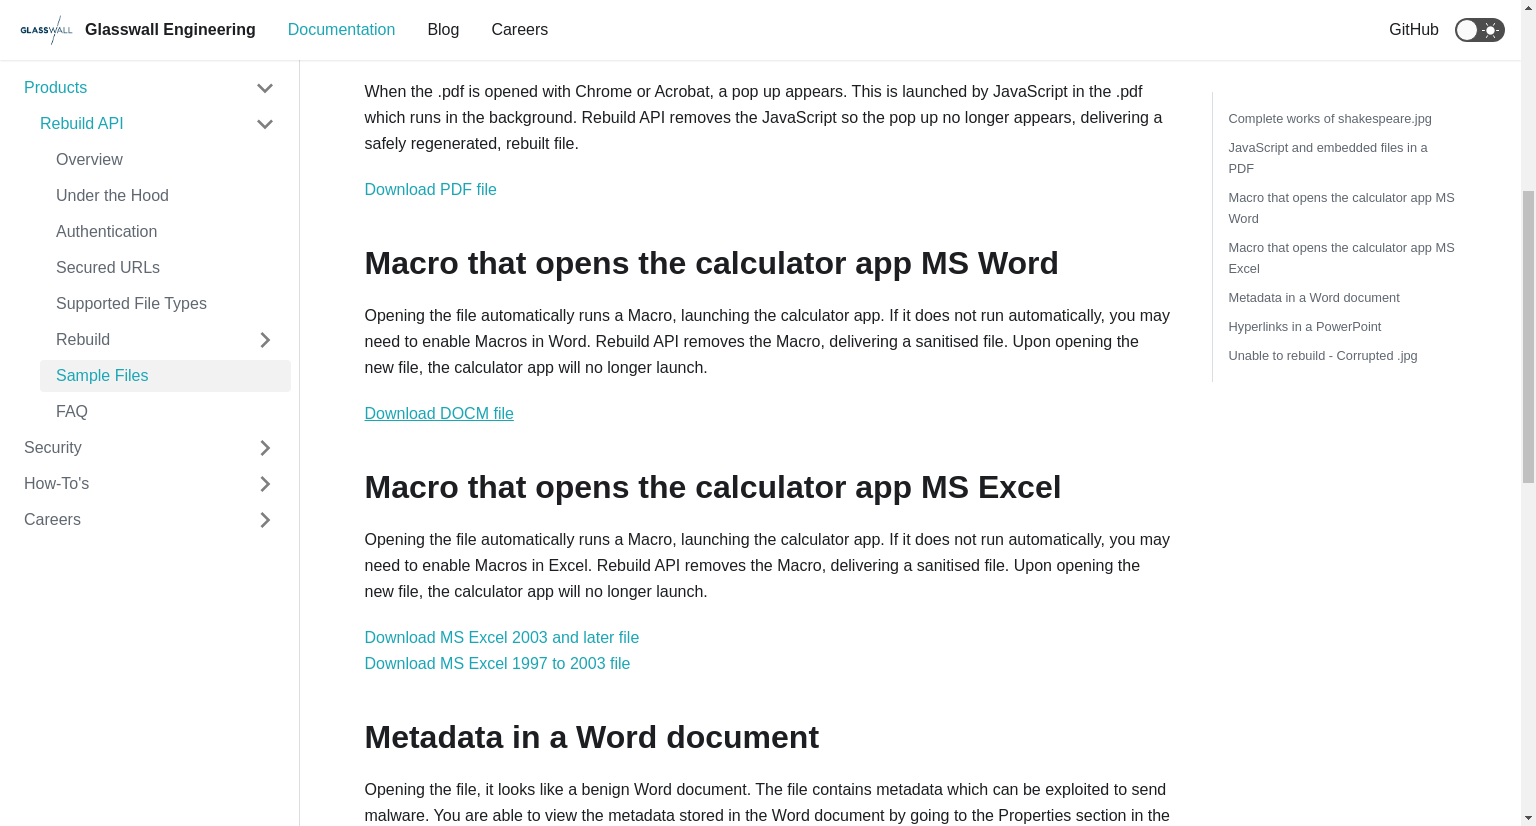 GLASSWALL
Glasswall Engineering
Documentation
Blog
Careers
GitHub
Products
Rebuild API
Overview
Under the Hood
Authentication
Secured URLs
Supported File Types
Rebuild
Sample Files
FAQ
Security
How-To's
Careers
When the .pdf is opened with Chrome or Acrobat, a pop up appears. This is launched by JavaScript in the .pdf
which runs in the background. Rebuild API removes the JavaScript so the pop up no longer appears, delivering a
safely regenerated, rebuilt file.
Download PDF file
Macro that opens the calculator app MS Word
Opening the file automatically runs a Macro, launching the calculator app. If it does not run automatically, you may
need to enable Macros in Word. Rebuild API removes the Macro, delivering a sanitised file. Upon opening the
new file, the calculator app will no longer launch.
Download DOCM file
Macro that opens the calculator app MS Excel
Opening the file automatically runs a Macro, launching the calculator app. If it does not run automatically, you may
need to enable Macros in Excel. Rebuild API removes the Macro, delivering a sanitised file. Upon opening the
new file, the calculator app will no longer launch.
Download MS Excel 2003 and later file
Download MS Excel 1997 to 2003 file
Metadata in a Word document
Opening the file, it looks like a benign Word document. The file contains metadata which can be exploited to send
malware. You are able to view the metadata stored in the Word document by going to the Properties section in the
Complete works of shakespeare.jpg
JavaScript and embedded files in a
PDF
Macro that opens the calculator app MS
Word
Macro that opens the calculator app MS
Excel
Metadata in a Word document
Hyperlinks in a PowerPoint
Unable to rebuild - Corrupted .jpg